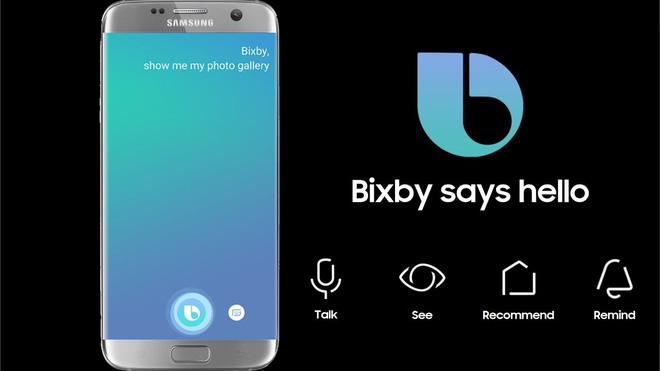 SAMSUNG
Bixby,
show me my photo gallery
Bixby says hello
Talk
See
Recommend
Remind